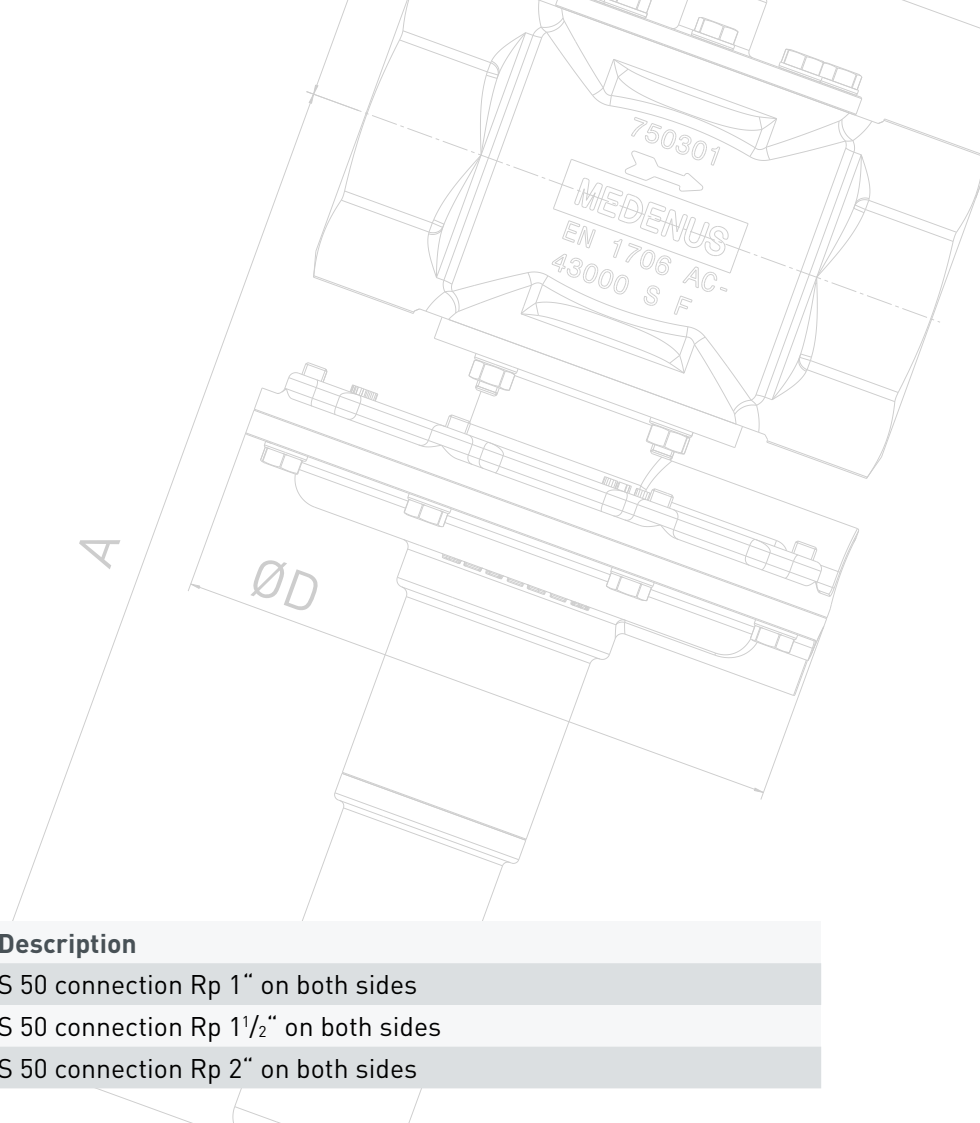 750301
MEDENUS
EN 1706 AC-
43000 S F
A
ØD
Description
S 50 connection Rp 1“ on both sides
S 50 connection Rp 1¹/₂“ on both sides
S 50 connection Rp 2“ on both sides